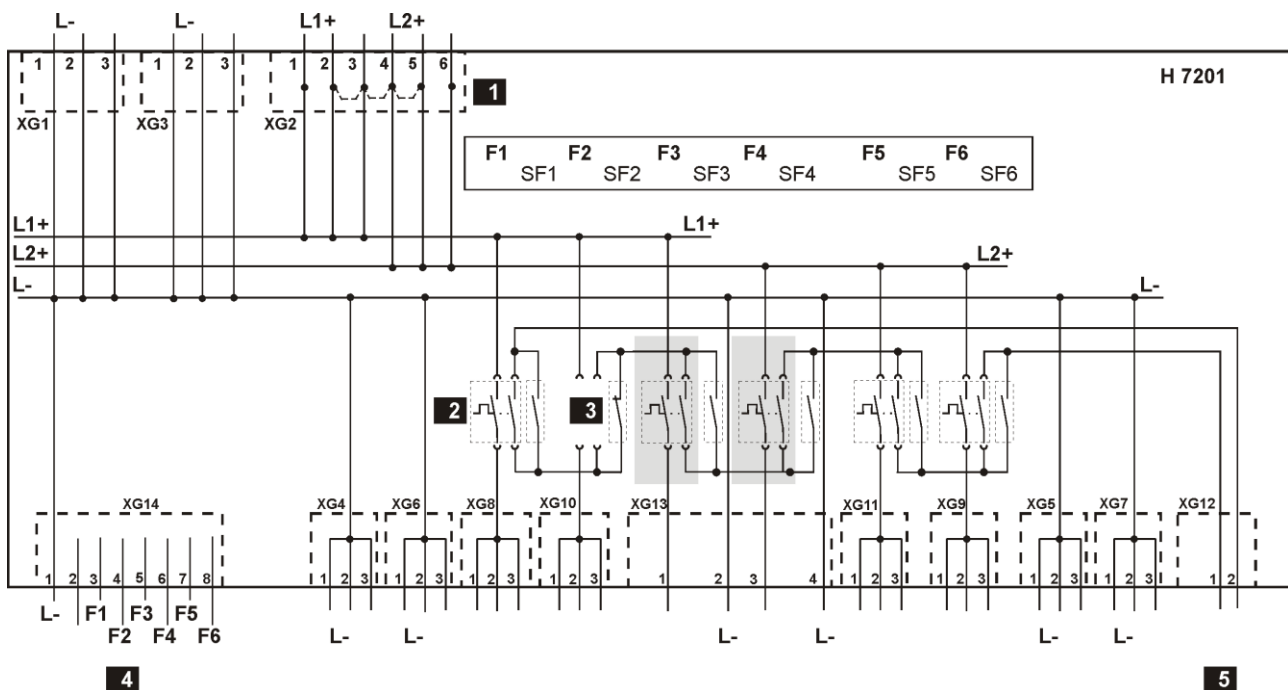 L- L- L1+ L2+
1 2 3 1 2 3 1 2 3 4 5 6 H 7201
1
XG1 XG3 XG2
F1 F2 F3 F4 F5 F6
SF1 SF2 SF3 SF4 SF5 SF6
L1+ L1+
L2+ L2+
L- L-
2 3
XG14 XG4 XG6 XG8 XG10 XG13 XG11 XG9 XG5 XG7 XG12
1 2 3 4 5 6 7 8 1 2 3 1 2 3 1 2 3 1 2 3 1 2 3 4 1 2 3 1 2 3 1 2 3 1 2 3 1 2
L- F1 F3 F5 L- L- L- L- L- L-
F2 F4 F6
4 5